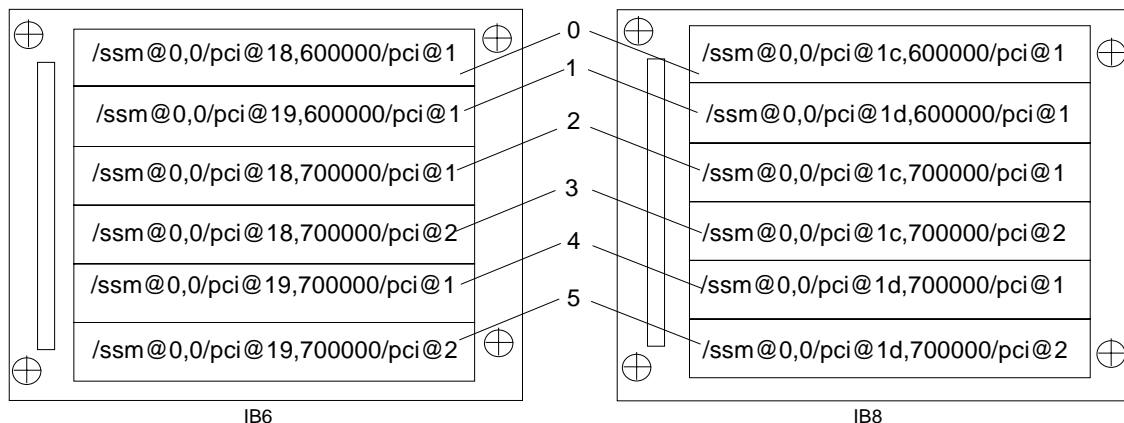 /ssm@0,0/pci@18,600000/pci@1
/ssm@0,0/pci@19,600000/pci@1
/ssm@0,0/pci@18,700000/pci@1
/ssm@0,0/pci@18,700000/pci@2
/ssm@0,0/pci@19,700000/pci@1
/ssm@0,0/pci@19,700000/pci@2
IB6
0
1
2
3
4
5
/ssm@0,0/pci@1c,600000/pci@1
/ssm@0,0/pci@1d,600000/pci@1
/ssm@0,0/pci@1c,700000/pci@1
/ssm@0,0/pci@1c,700000/pci@2
/ssm@0,0/pci@1d,700000/pci@1
/ssm@0,0/pci@1d,700000/pci@2
IB8